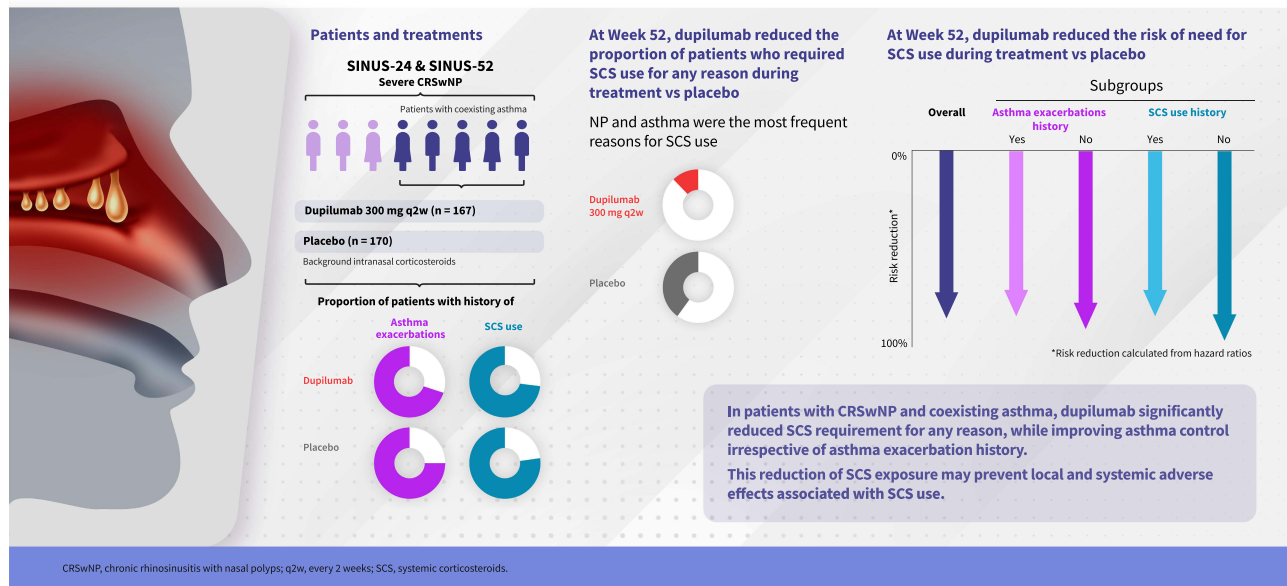 Patients and treatments
SINUS-24 & SINUS-52
Severe CRSwNP
Patients with coexisting asthma
Dupilumab 300 mg q2w (n = 167)
Placebo (n = 170)
Background intranasal corticosteroids
Proportion of patients with history of
Asthma
exacerbations
SCS use
Dupilumab
Placebo
At Week 52, dupilumab reduced the
proportion of patients who required
SCS use for any reason during
treatment vs placebo
NP and asthma were the most frequent
reasons for SCS use
Dupilumab
300 mg q2w
Placebo
At Week 52, dupilumab reduced the risk of need for
SCS use during treatment vs placebo
Subgroups
Overall
Asthma exacerbations
history
SCS use history
Yes
No
Yes
No
0%
Risk reduction*
100%
*Risk reduction calculated from hazard ratios
In patients with CRSwNP and coexisting asthma, dupilumab significantly
reduced SCS requirement for any reason, while improving asthma control
irrespective of asthma exacerbation history.
This reduction of SCS exposure may prevent local and systemic adverse
effects associated with SCS use.
CRSwNP, chronic rhinosinusitis with nasal polyps; q2w, every 2 weeks; SCS, systemic corticosteroids.